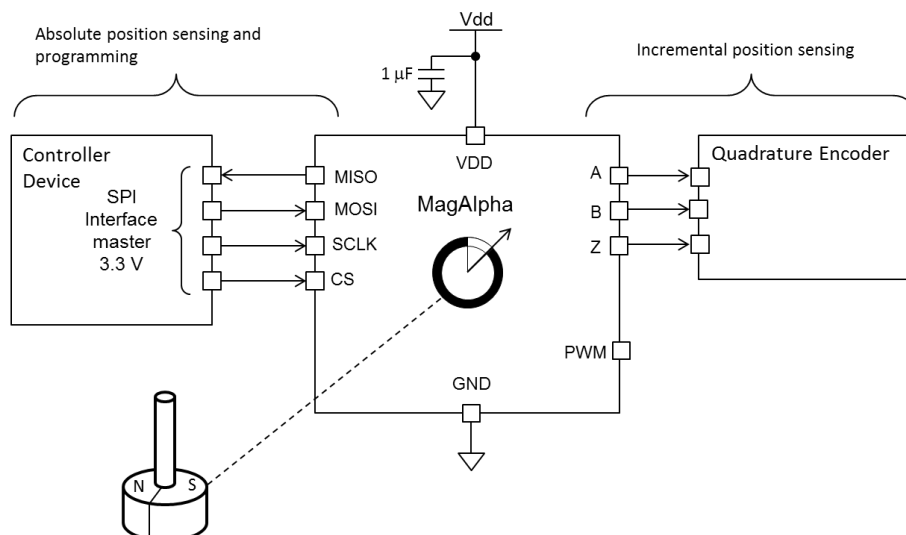 Absolute position sensing and
programming
Vdd
1 µF
Incremental position sensing
Controller
Device
SPI
Interface
master
3.3 V
MISO
MOSI
SCLK
CS
VDD
MagAlpha
A
B
Z
PWM
GND
Quadrature Encoder
N
S